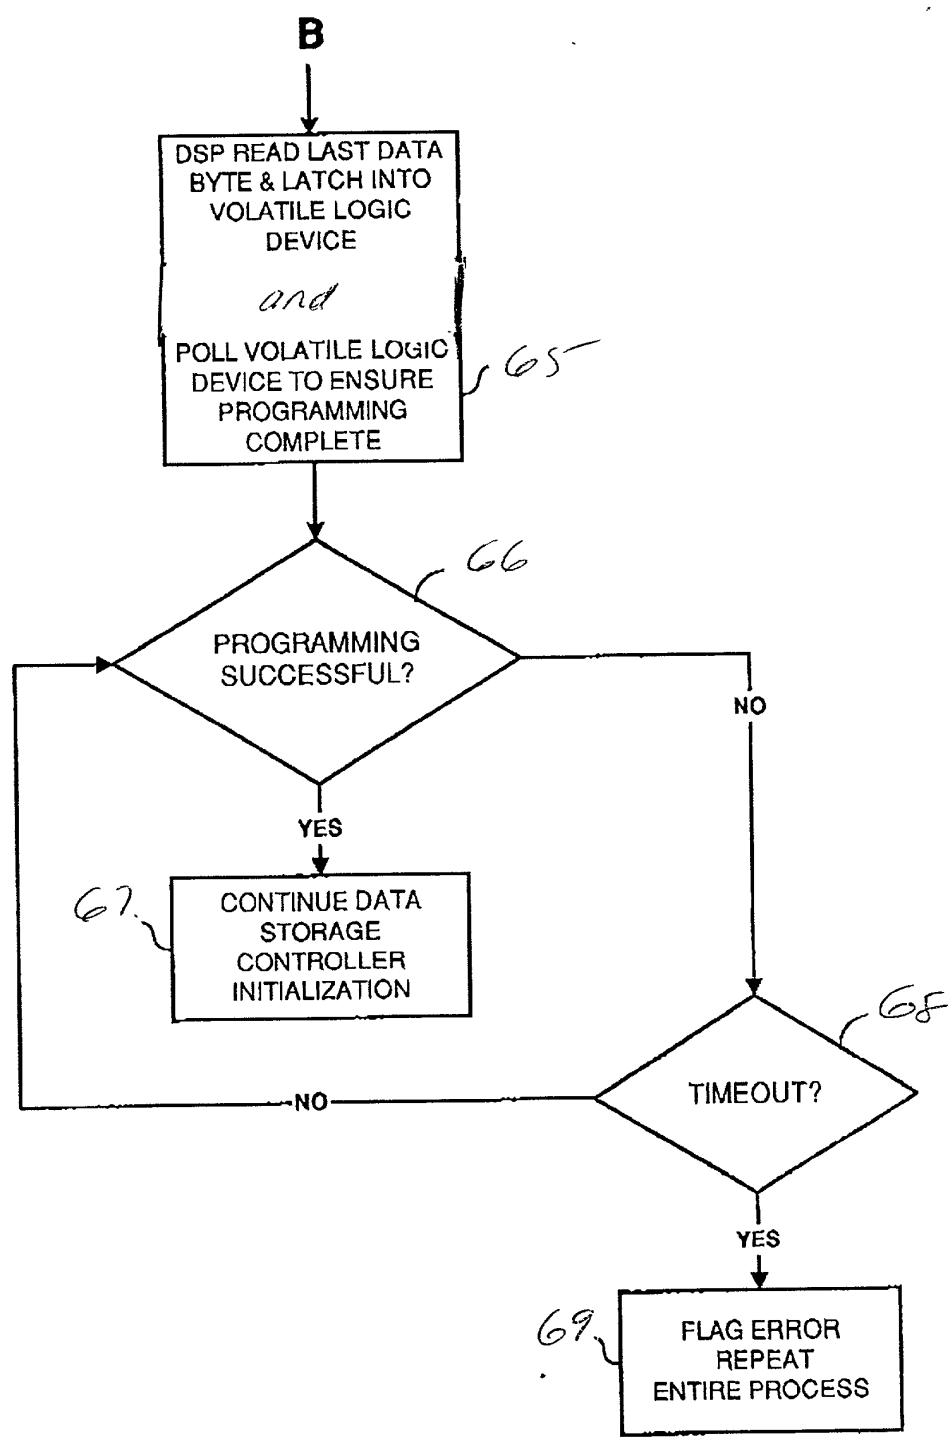 B
DSP READ LAST DATA
BYTE & LATCH INTO
VOLATILE LOGIC
DEVICE
and
POLL VOLATILE LOGIC
DEVICE TO ENSURE
PROGRAMMING
COMPLETE
65
66
PROGRAMMING
SUCCESSFUL?
NO
YES
67
CONTINUE DATA
STORAGE
CONTROLLER
INITIALIZATION
68
TIMEOUT?
NO
YES
69
FLAG ERROR
REPEAT
ENTIRE PROCESS